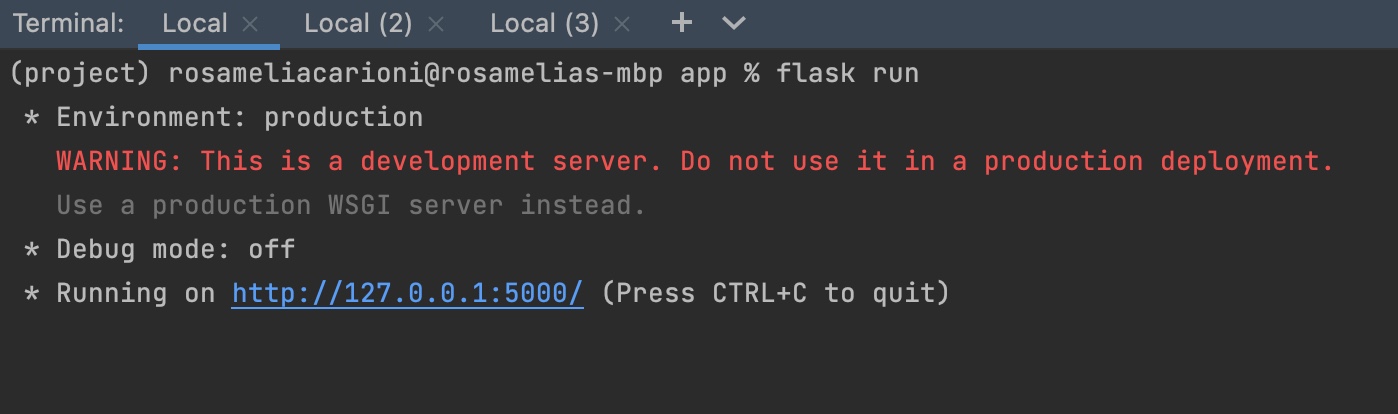 Terminal: Local × Local (2) × Local (3) × +
(project) rosameliacarioni@rosamelias-mbp app % flask run
* Environment: production
WARNING: This is a development server. Do not use it in a production deployment.
Use a production WSGI server instead.
* Debug mode: off
* Running on http://127.0.0.1:5000/ (Press CTRL+C to quit)